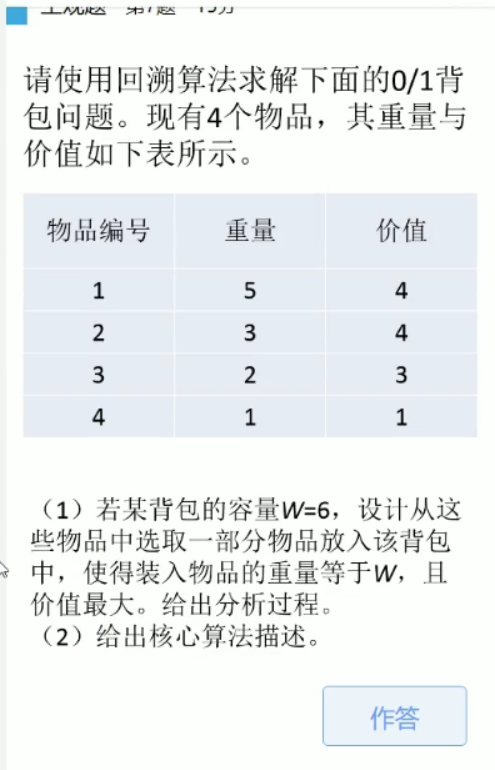 请使用回溯算法求解下面的0/1背
包问题。现有4个物品，其重量与
价值如下表所示。
物品编号 重量 价值
1 5 4
2 3 4
3 2 3
4 1 1
（1）若某背包的容量W=6，设计从这
些物品中选取一部分物品放入该背包
中，使得装入物品的重量等于W，且
价值最大。给出分析过程。
（2）给出核心算法描述。
作答